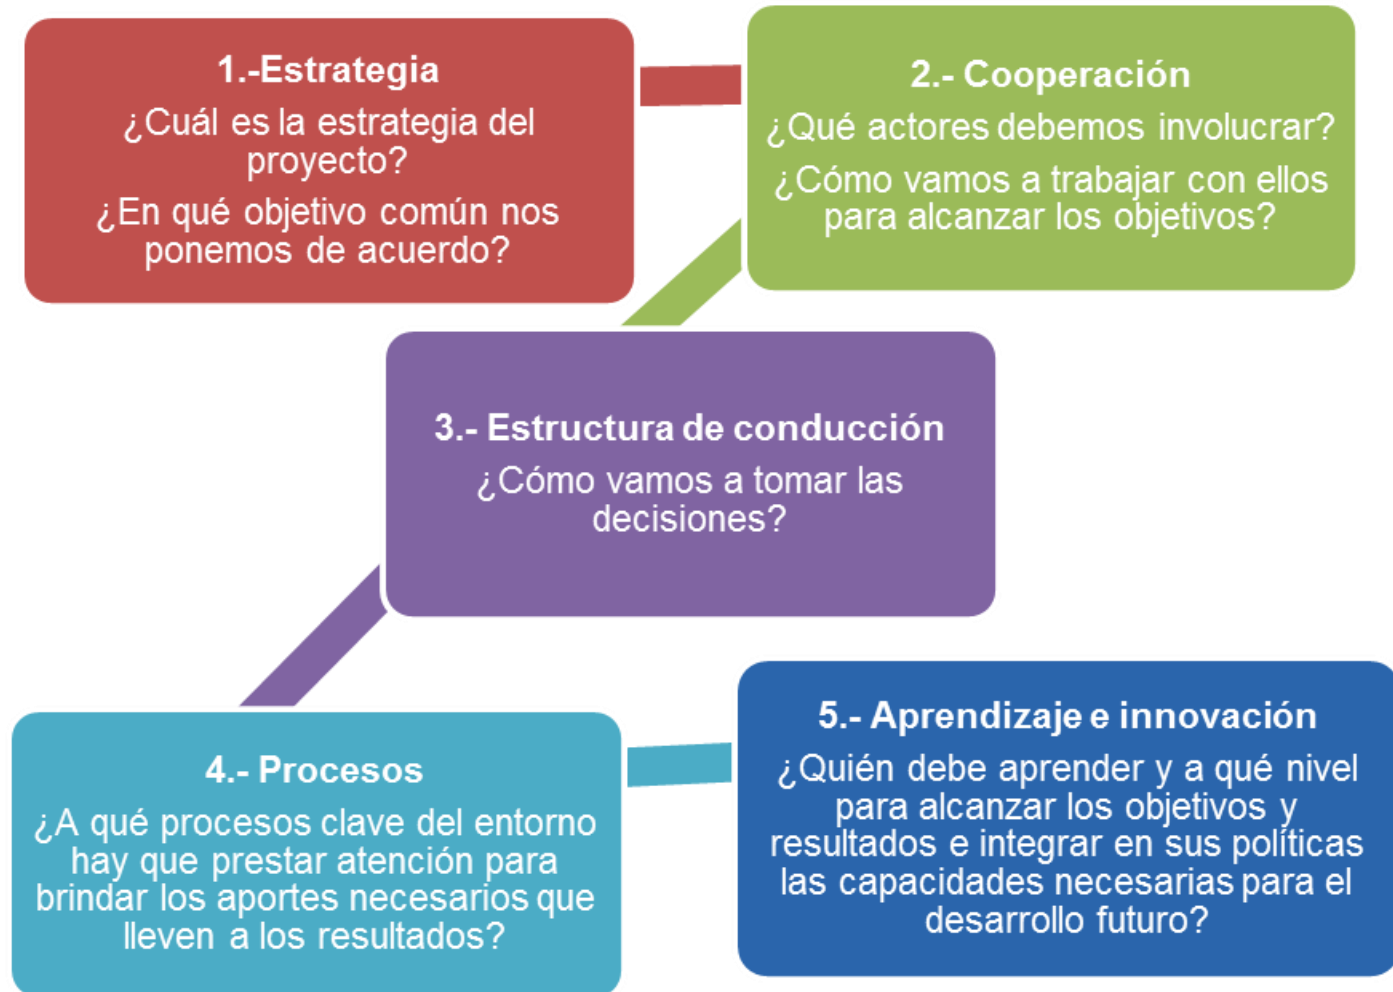 1.-Estrategia
¿Cuál es la estrategia del
proyecto?
¿En qué objetivo común nos
ponemos de acuerdo?
2.- Cooperación
¿Qué actores debemos involucrar?
¿Cómo vamos a trabajar con ellos
para alcanzar los objetivos?
3.- Estructura de conducción
¿Cómo vamos a tomar las
decisiones?
4.- Procesos
¿A qué procesos clave del entorno
hay que prestar atención para
brindar los aportes necesarios que
lleven a los resultados?
5.- Aprendizaje e innovación
¿Quién debe aprender y a qué nivel
para alcanzar los objetivos y
resultados e integrar en sus políticas
las capacidades necesarias para el
desarrollo futuro?